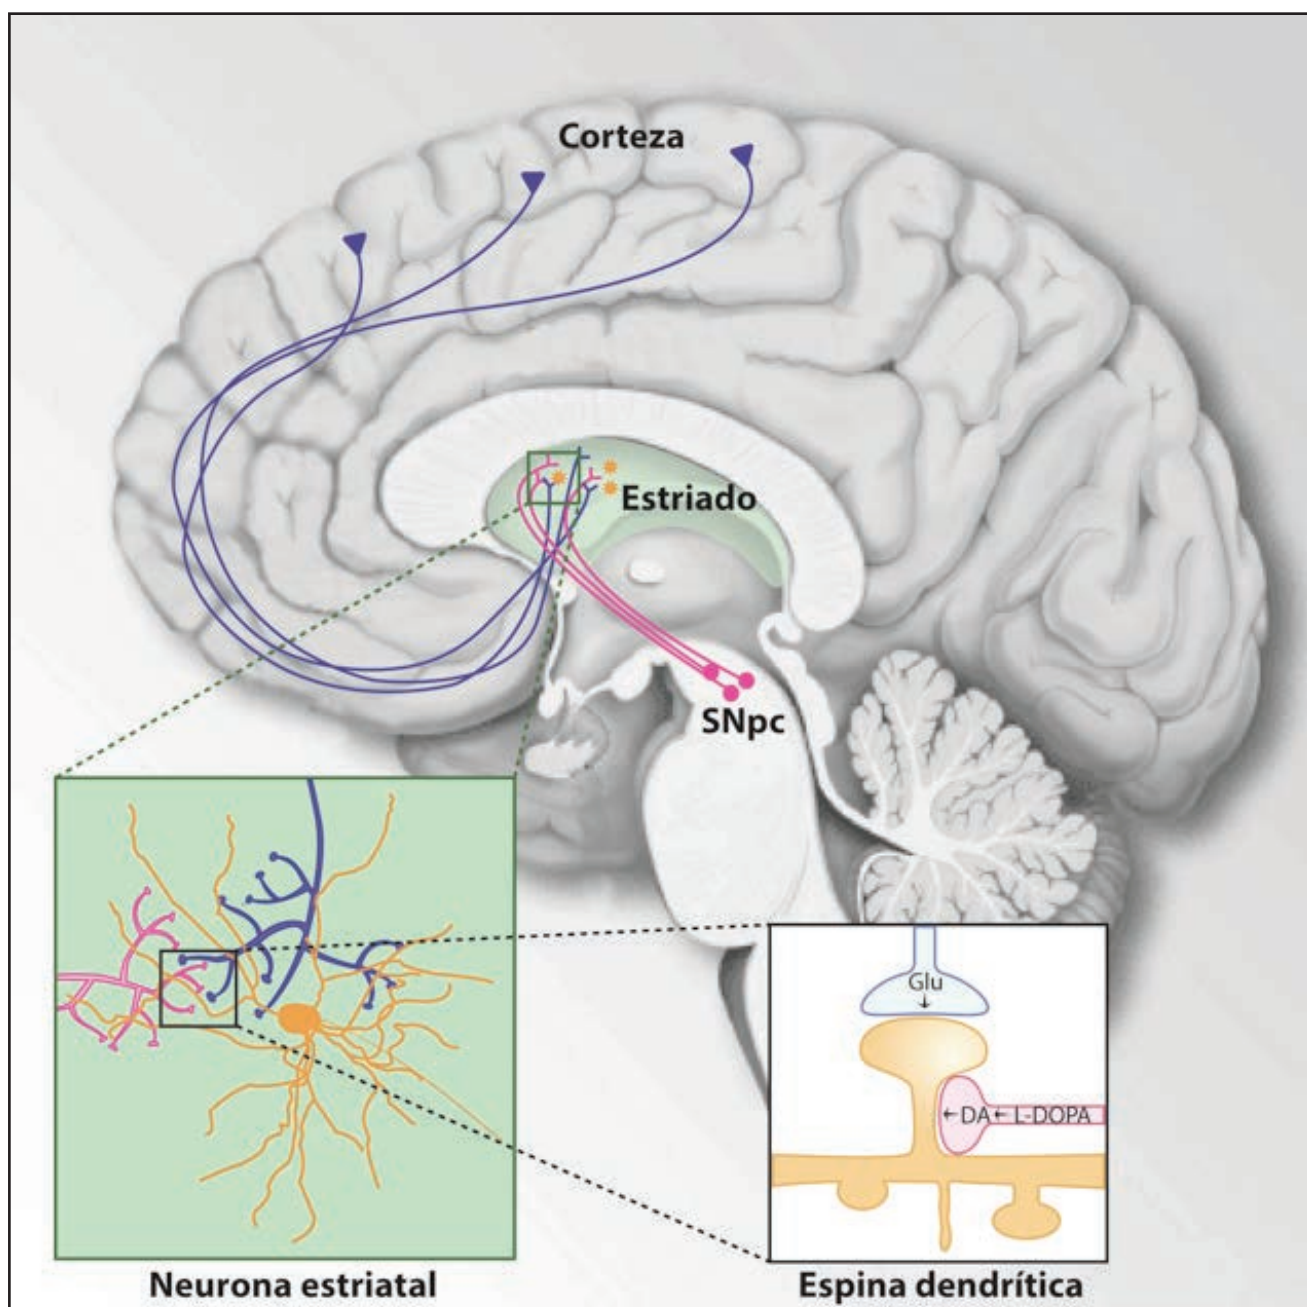 Corteza
Estriado
SNpc
Glu
↓
←DA← L-DOPA
Neurona estriatal
Espina dendrítica